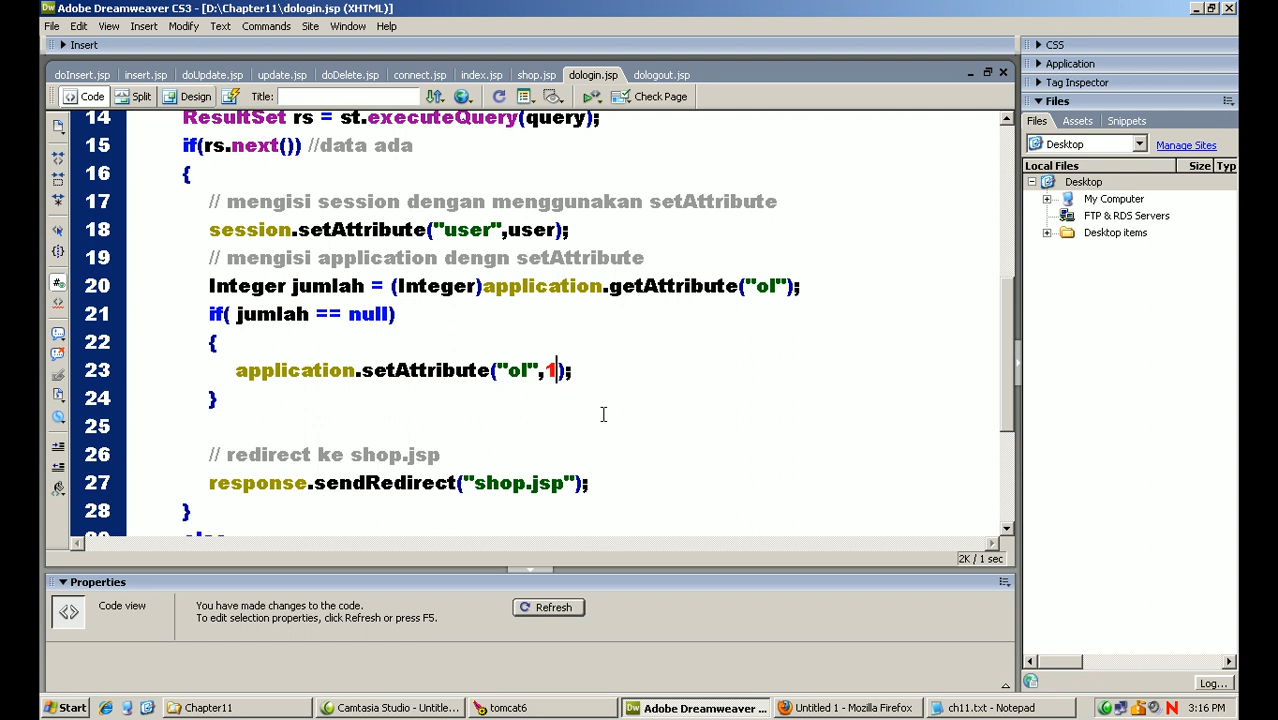 Adobe Dreamweaver CS3 - [D:\Chapter11\dologin.jsp (XHTML)]
File Edit View Insert Modify Text Commands Site Window Help
Insert
doInsert.jsp insert.jsp doUpdate.jsp update.jsp doDelete.jsp connect.jsp index.jsp shop.jsp dologin.jsp dologout.jsp
Code Split Design Title: Check Page
14 ResultSet rs = st.executeQuery(query);
15 if(rs.next()) //data ada
16 {
17 // mengisi session dengan menggunakan setAttribute
18 session.setAttribute("user",user);
19 // mengisi application dengn setAttribute
20 Integer jumlah = (Integer)application.getAttribute("ol");
21 if( jumlah == null)
22 {
23 application.setAttribute("ol",1);
24 }
25
26 // redirect ke shop.jsp
27 response.sendRedirect("shop.jsp");
28 }
2K / 1 sec
Properties
Code view
You have made changes to the code.
To edit selection properties, click Refresh or press F5.
Refresh
CSS
Application
Tag Inspector
Files
Files Assets Snippets
Desktop Manage Sites
Local Files Size Typ
Desktop
My Computer
FTP & RDS Servers
Desktop items
Log...
Start Chapter11 Camtasia Studio - Untitle... tomcat6 Adobe Dreamweaver ... Untitled 1 - Mozilla Firefox ch11.txt - Notepad 3:16 PM